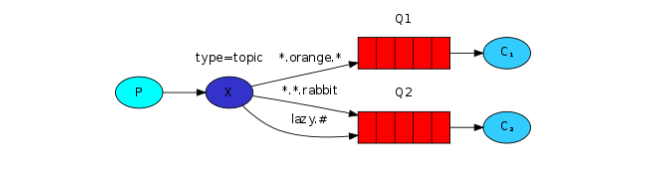 Q1
type=topic
*.orange.*
C₁
P
X
*.*.rabbit
Q2
lazy.#
C₂